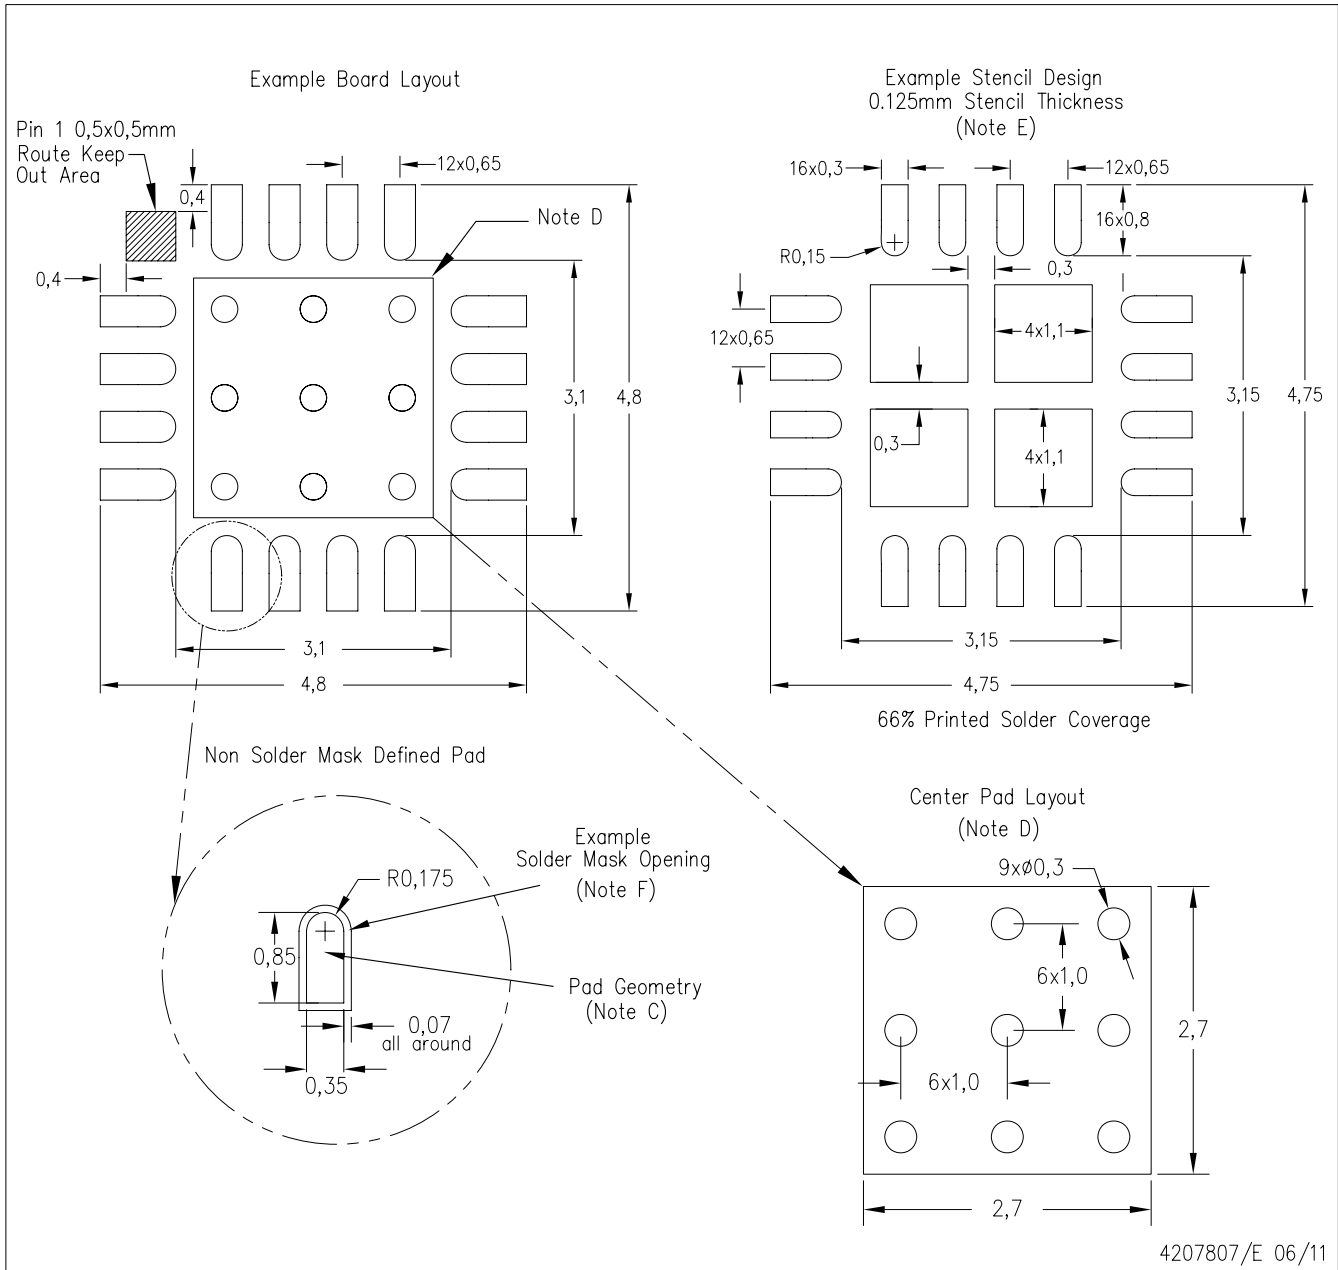 Example Board Layout
Pin 1 0,5x0,5mm
Route Keep
Out Area
0,4
12x0,65
Note D
0,4
3,1
4,8
3,1
4,8
Example Stencil Design
0.125mm Stencil Thickness
(Note E)
16x0,3
12x0,65
16x0,8
R0,15
0,3
12x0,65
4x1,1
3,15
4,75
0,3
4x1,1
3,15
4,75
66% Printed Solder Coverage
Non Solder Mask Defined Pad
Example
Solder Mask Opening
(Note F)
R0,175
0,85
Pad Geometry
(Note C)
0,07
all around
0,35
Center Pad Layout
(Note D)
9xø0,3
6x1,0
2,7
6x1,0
2,7
4207807/E 06/11